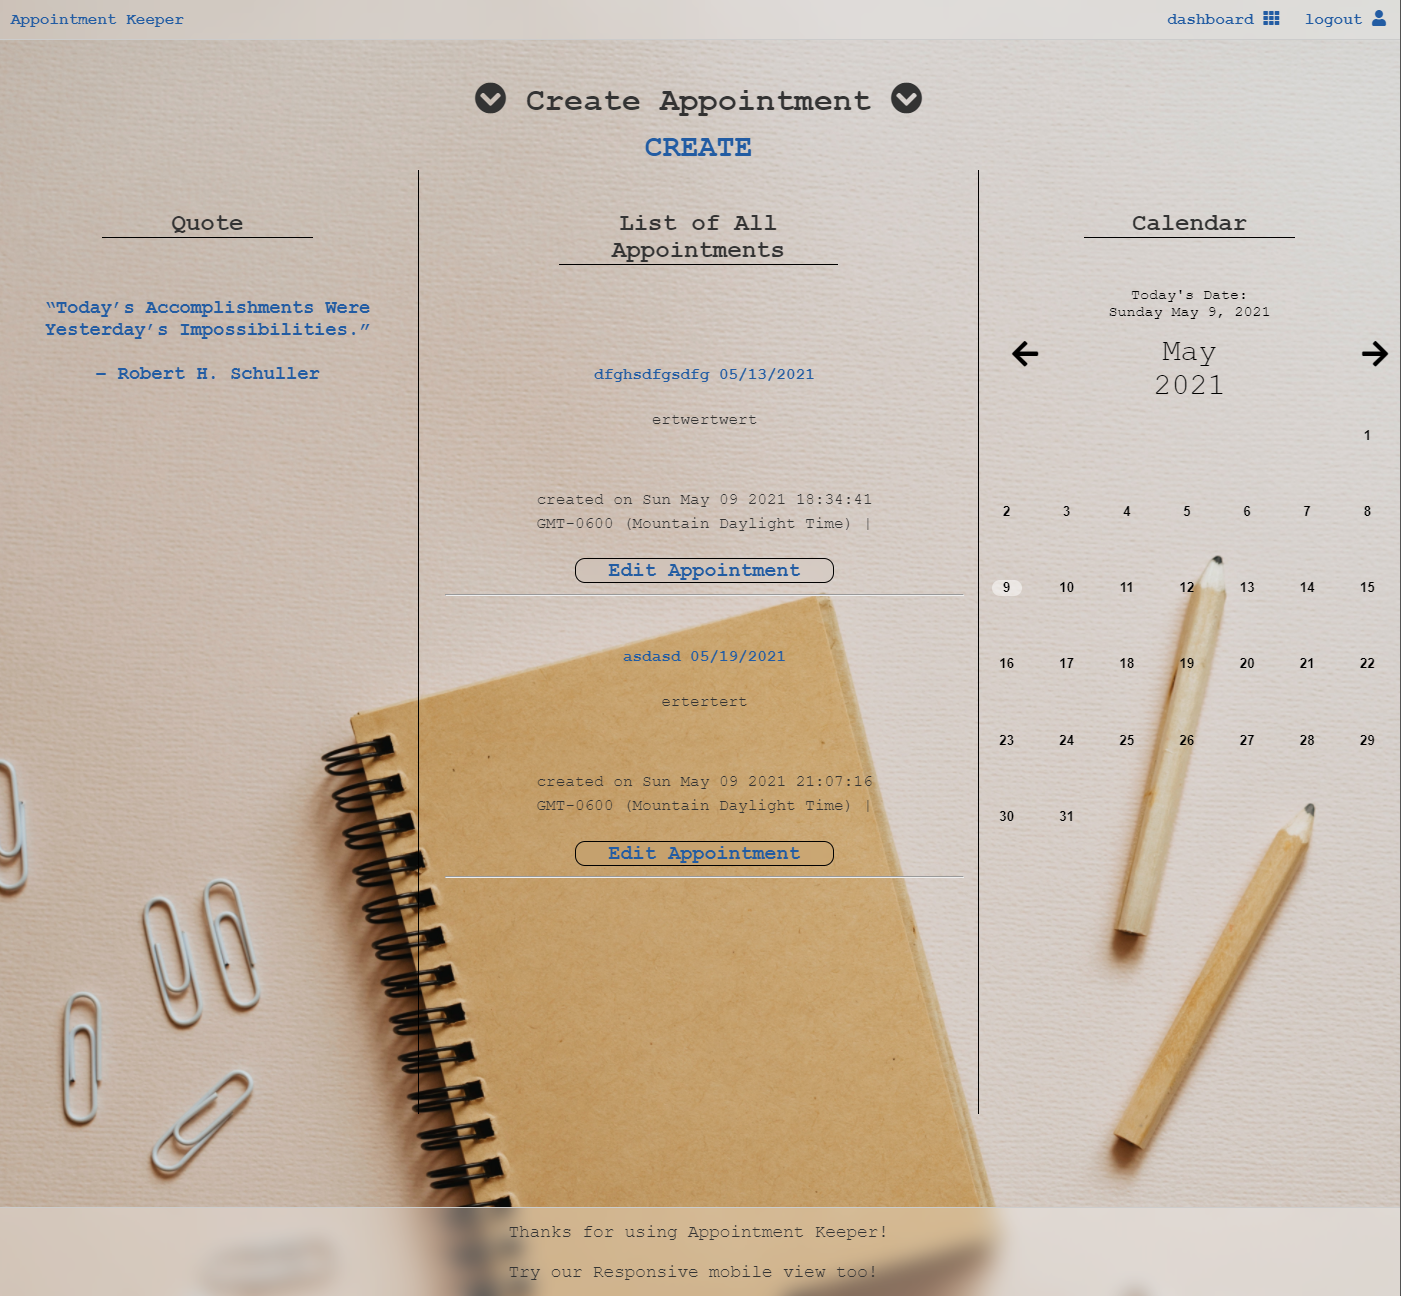 Appointment Keeper
dashboard
logout
Create Appointment
CREATE
Quote
“Today’s Accomplishments Were
Yesterday’s Impossibilities.”
– Robert H. Schuller
List of All
Appointments
dfghsdfgsdfg 05/13/2021
ertwertwert
created on Sun May 09 2021 18:34:41
GMT-0600 (Mountain Daylight Time) |
Edit Appointment
asdasd 05/19/2021
ertertert
created on Sun May 09 2021 21:07:16
GMT-0600 (Mountain Daylight Time) |
Edit Appointment
Calendar
Today's Date:
Sunday May 9, 2021
May
2021
1
2 3 4 5 6 7 8
9 10 11 12 13 14 15
16 17 18 19 20 21 22
23 24 25 26 27 28 29
30 31
Thanks for using Appointment Keeper!
Try our Responsive mobile view too!